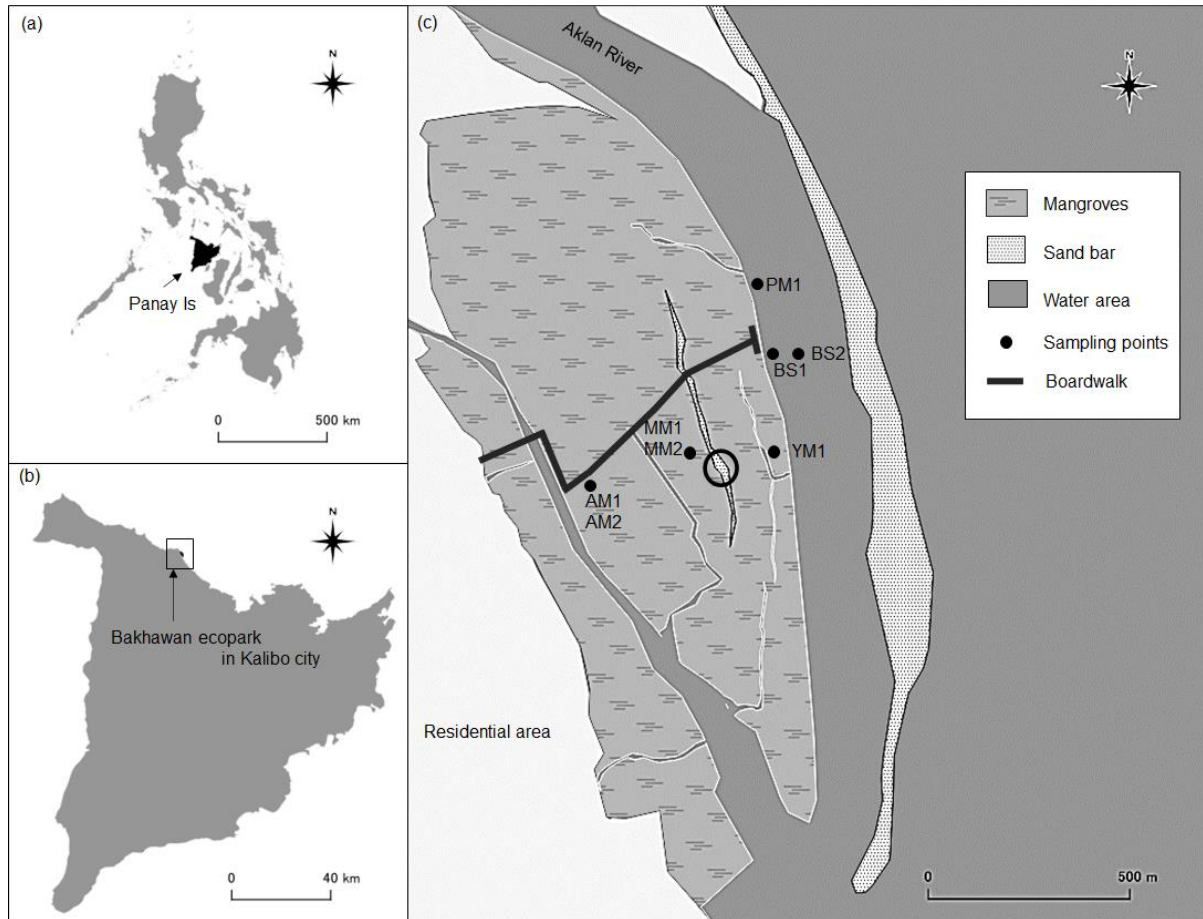 (a)
N
Panay Is
0 500 km
(b)
N
Bakhawan ecopark
in Kalibo city
0 40 km
(c)
Aklan River
N
Mangroves
Sand bar
Water area
Sampling points
Boardwalk
PM1
BS2
BS1
MM1
MM2
YM1
AM1
AM2
Residential area
0 500 m